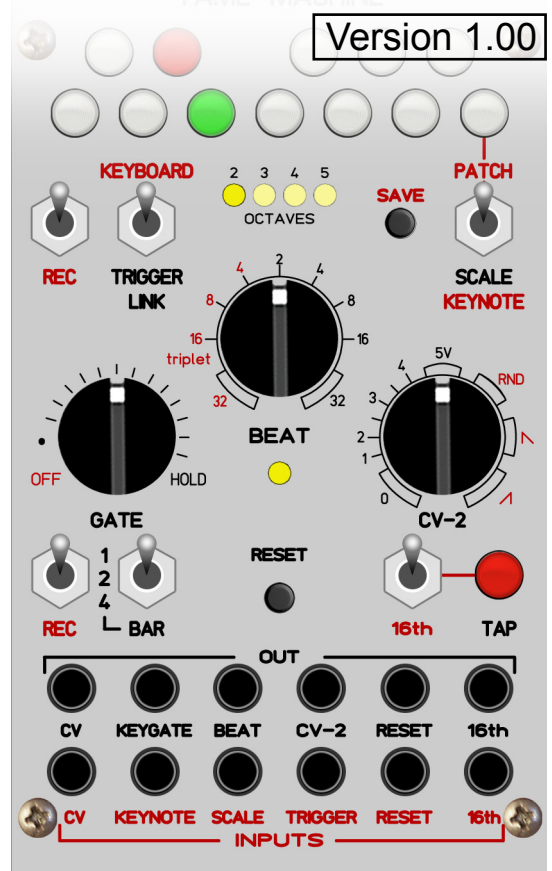 TAME MACHINE
Version 1.00
KEYBOARD
2 3 4 5
PATCH
OCTAVES
SAVE
REC
TRIGGER
LINK
SCALE
KEYNOTE
2
4 4
8 8
16 16
triplet
32 32
BEAT
5V
4
RND
3
2
1
0
CV-2
OFF
HOLD
GATE
1
2
4
REC
BAR
RESET
16th
TAP
OUT
CV KEYGATE BEAT CV-2 RESET 16th
CV KEYNOTE SCALE TRIGGER RESET 16th
INPUTS